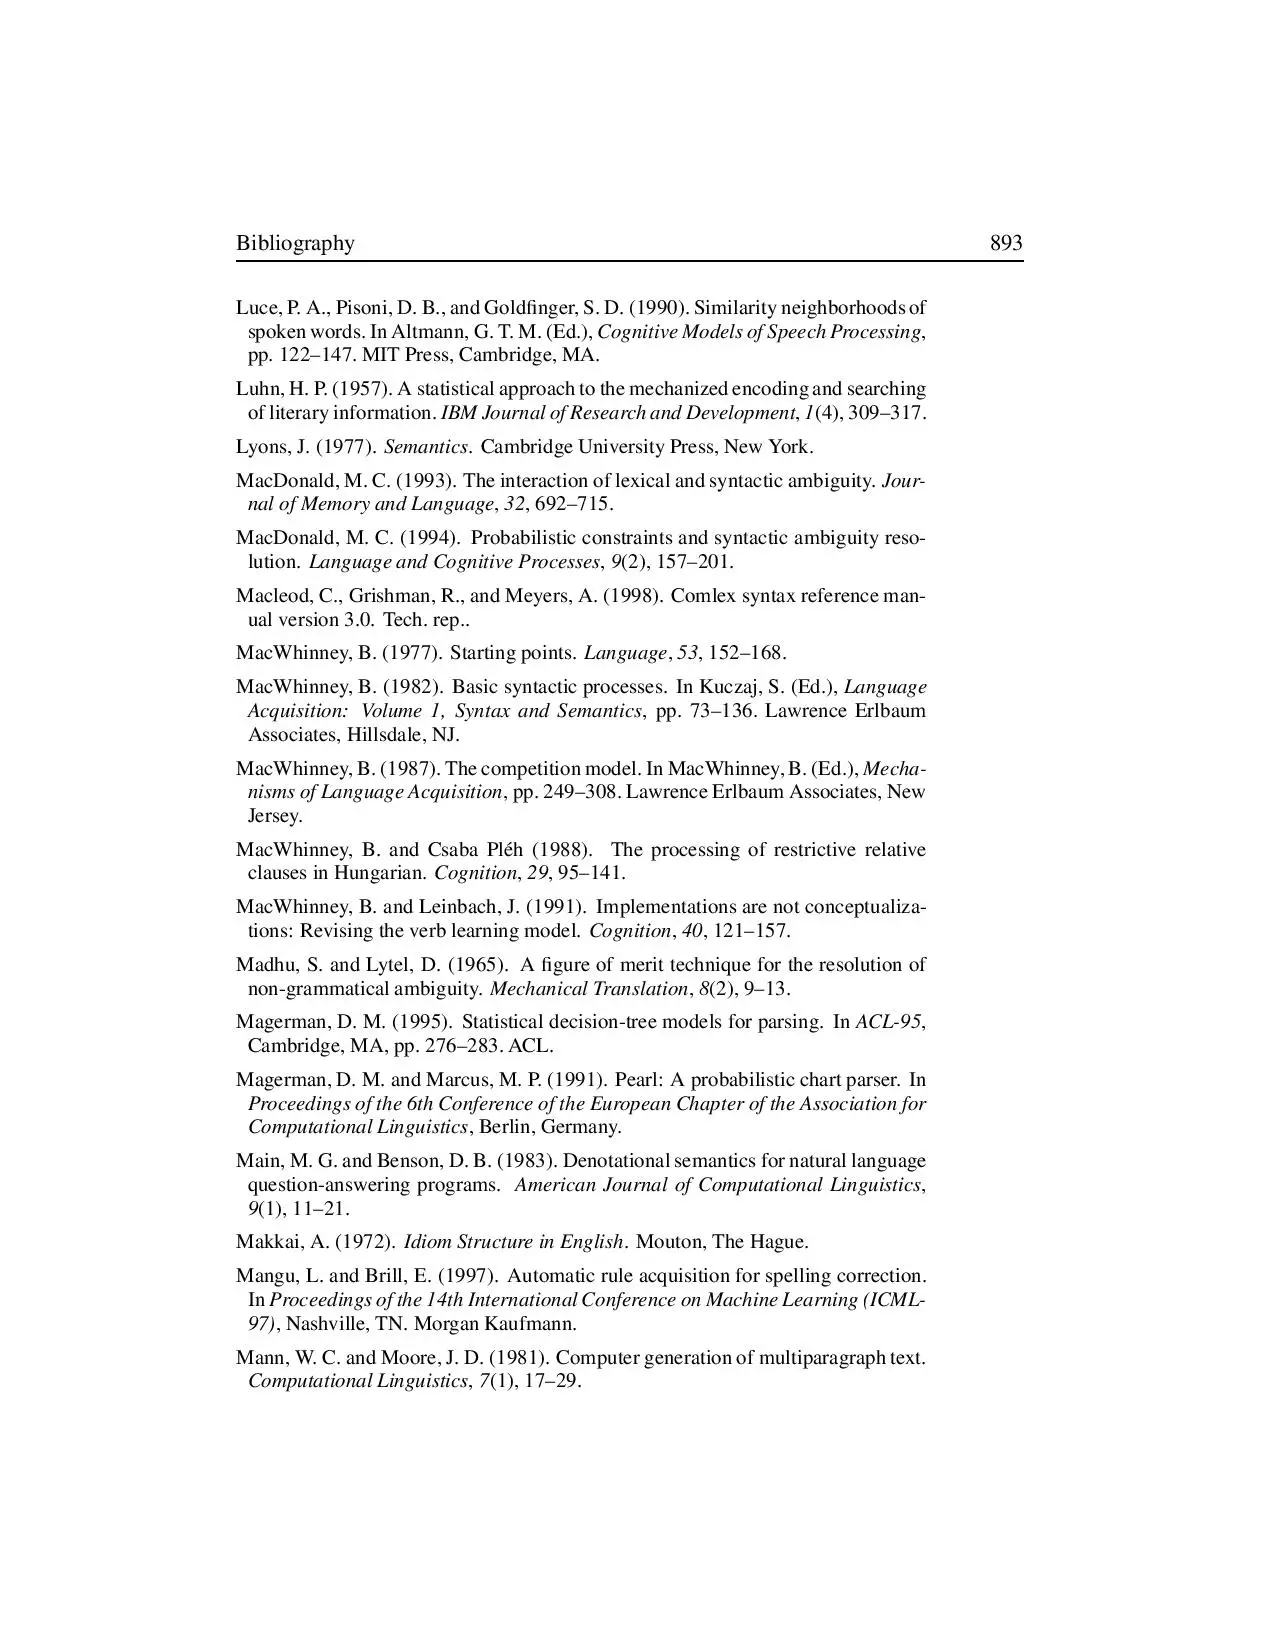 Bibliography 893
Luce, P. A., Pisoni, D. B., and Goldfinger, S. D. (1990). Similarity neighborhoods of
spoken words. In Altmann, G. T. M. (Ed.), Cognitive Models of Speech Processing,
pp. 122–147. MIT Press, Cambridge, MA.
Luhn, H. P. (1957). A statistical approach to the mechanized encoding and searching
of literary information. IBM Journal of Research and Development, 1(4), 309–317.
Lyons, J. (1977). Semantics. Cambridge University Press, New York.
MacDonald, M. C. (1993). The interaction of lexical and syntactic ambiguity. Jour-
nal of Memory and Language, 32, 692–715.
MacDonald, M. C. (1994). Probabilistic constraints and syntactic ambiguity reso-
lution. Language and Cognitive Processes, 9(2), 157–201.
Macleod, C., Grishman, R., and Meyers, A. (1998). Comlex syntax reference man-
ual version 3.0. Tech. rep..
MacWhinney, B. (1977). Starting points. Language, 53, 152–168.
MacWhinney, B. (1982). Basic syntactic processes. In Kuczaj, S. (Ed.), Language
Acquisition: Volume 1, Syntax and Semantics, pp. 73–136. Lawrence Erlbaum
Associates, Hillsdale, NJ.
MacWhinney, B. (1987). The competition model. In MacWhinney, B. (Ed.), Mecha-
nisms of Language Acquisition, pp. 249–308. Lawrence Erlbaum Associates, New
Jersey.
MacWhinney, B. and Csaba Pléh (1988). The processing of restrictive relative
clauses in Hungarian. Cognition, 29, 95–141.
MacWhinney, B. and Leinbach, J. (1991). Implementations are not conceptualiza-
tions: Revising the verb learning model. Cognition, 40, 121–157.
Madhu, S. and Lytel, D. (1965). A figure of merit technique for the resolution of
non-grammatical ambiguity. Mechanical Translation, 8(2), 9–13.
Magerman, D. M. (1995). Statistical decision-tree models for parsing. In ACL-95,
Cambridge, MA, pp. 276–283. ACL.
Magerman, D. M. and Marcus, M. P. (1991). Pearl: A probabilistic chart parser. In
Proceedings of the 6th Conference of the European Chapter of the Association for
Computational Linguistics, Berlin, Germany.
Main, M. G. and Benson, D. B. (1983). Denotational semantics for natural language
question-answering programs. American Journal of Computational Linguistics,
9(1), 11–21.
Makkai, A. (1972). Idiom Structure in English. Mouton, The Hague.
Mangu, L. and Brill, E. (1997). Automatic rule acquisition for spelling correction.
In Proceedings of the 14th International Conference on Machine Learning (ICML-
97), Nashville, TN. Morgan Kaufmann.
Mann, W. C. and Moore, J. D. (1981). Computer generation of multiparagraph text.
Computational Linguistics, 7(1), 17–29.